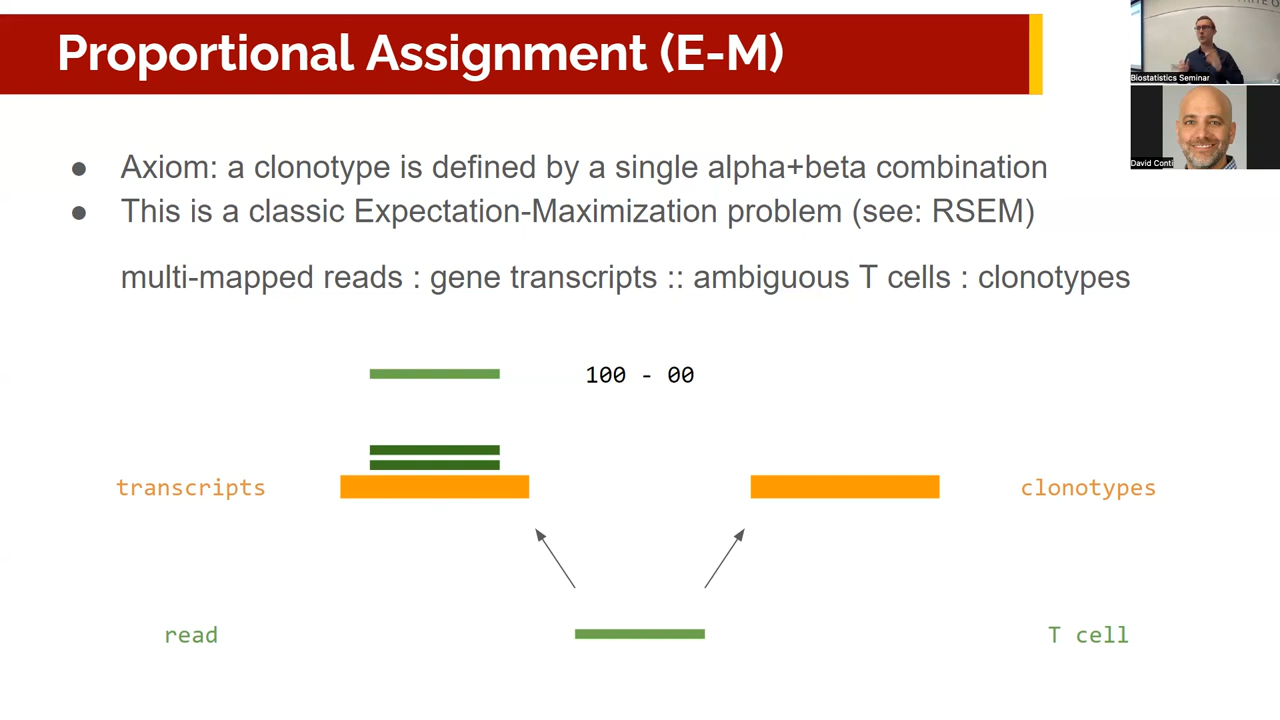 Proportional Assignment (E-M)
Biostatistics Seminar
David Conti
● Axiom: a clonotype is defined by a single alpha+beta combination
● This is a classic Expectation-Maximization problem (see: RSEM)
multi-mapped reads : gene transcripts :: ambiguous T cells : clonotypes
100 - 00
transcripts
clonotypes
read
T cell